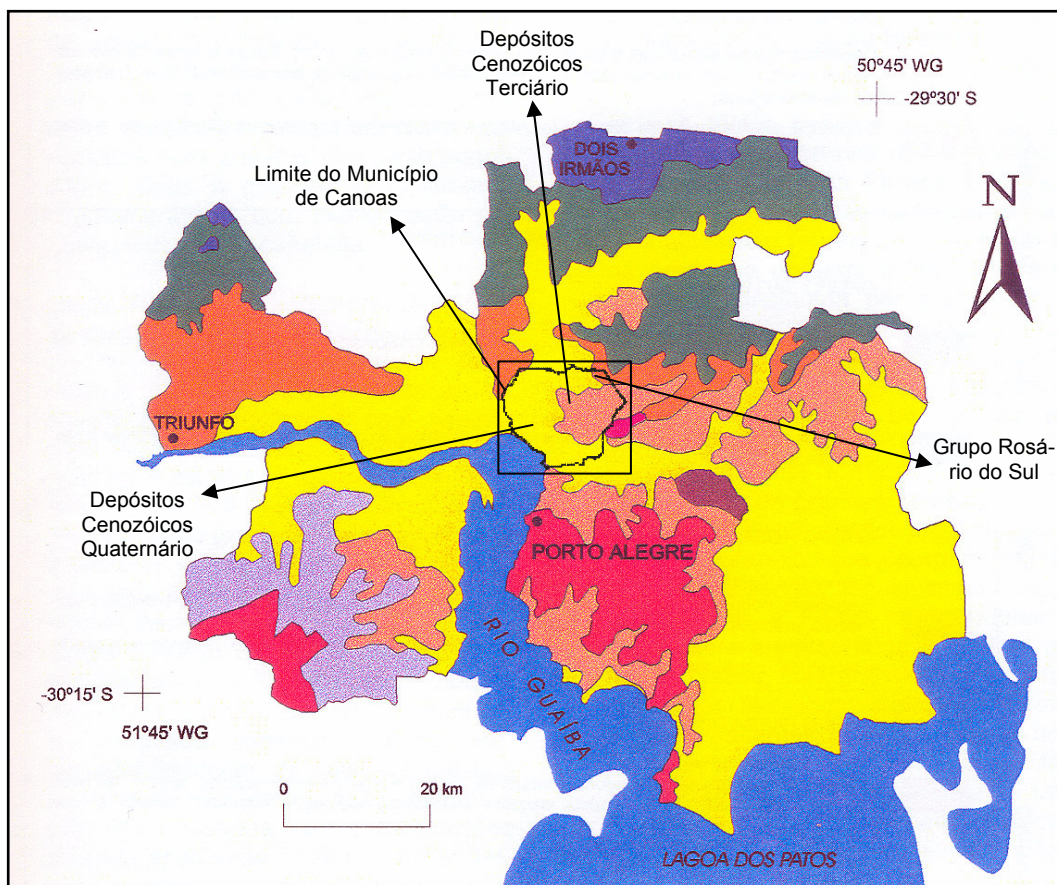 Depósitos
Cenozóicos
Terciário
50º45' WG
-29º30' S
DOIS
IRMÃOS
Limite do Município
de Canoas
N
TRIUNFO
Grupo Rosá-
rio do Sul
Depósitos
Cenozóicos
Quaternário
PORTO ALEGRE
RIO GUAÍBA
-30º15' S
51º45' WG
0 20 km
LAGOA DOS PATOS